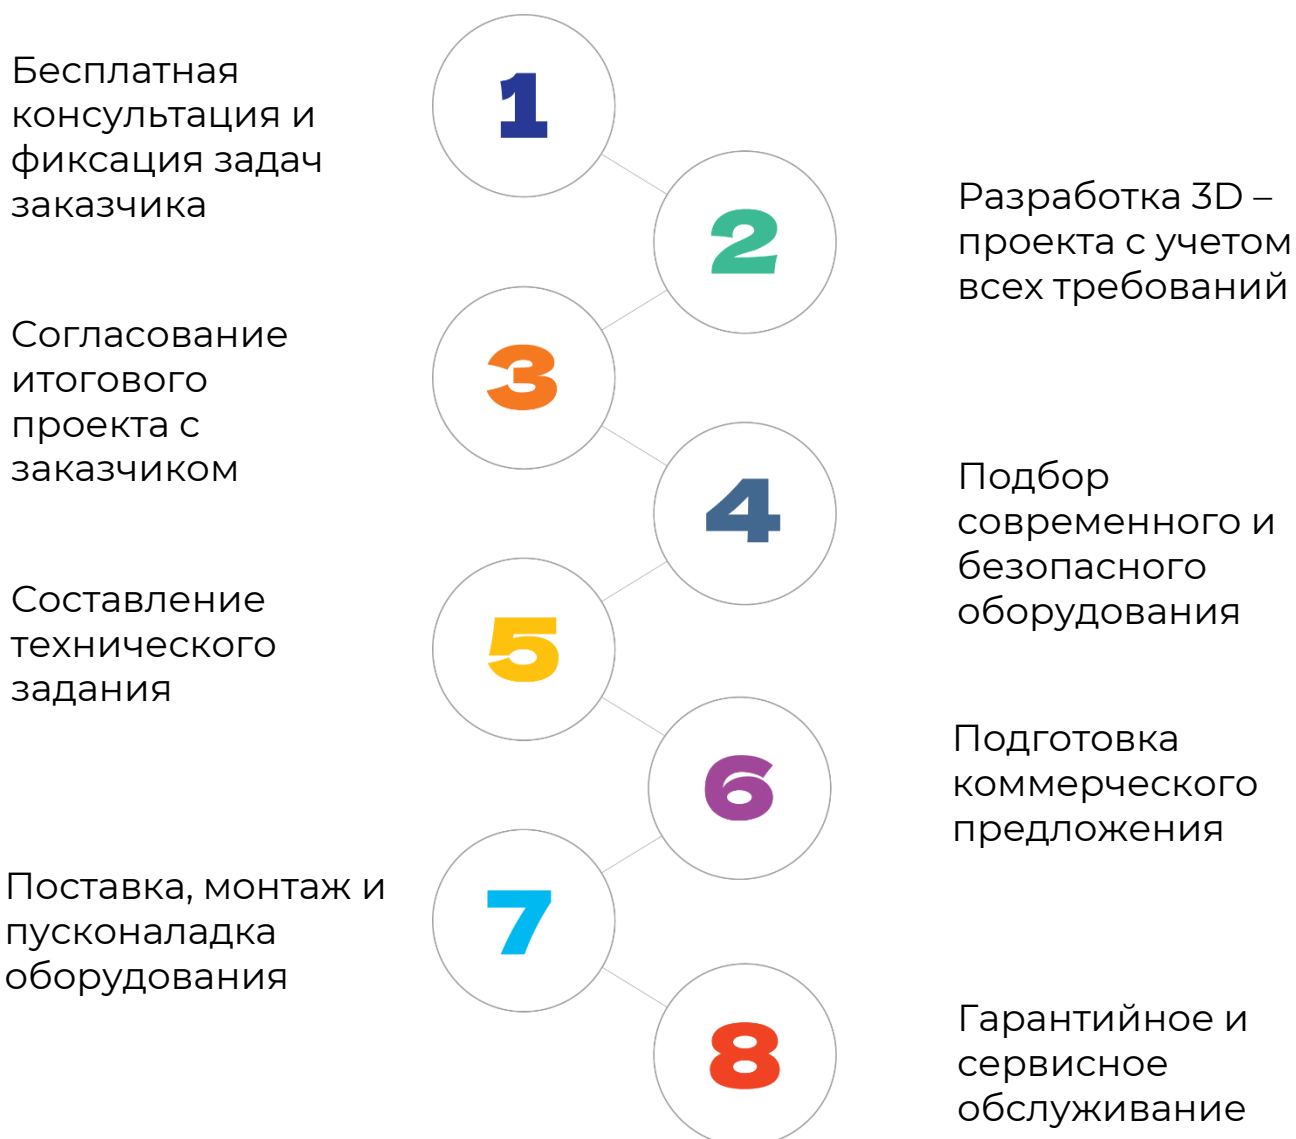 1
Бесплатная
консультация и
фиксация задач
заказчика
2
Разработка 3D –
проекта с учетом
всех требований
3
Согласование
итогового
проекта с
заказчиком
4
Подбор
современного и
безопасного
оборудования
5
Составление
технического
задания
6
Подготовка
коммерческого
предложения
7
Поставка, монтаж и
пусконаладка
оборудования
8
Гарантийное и
сервисное
обслуживание